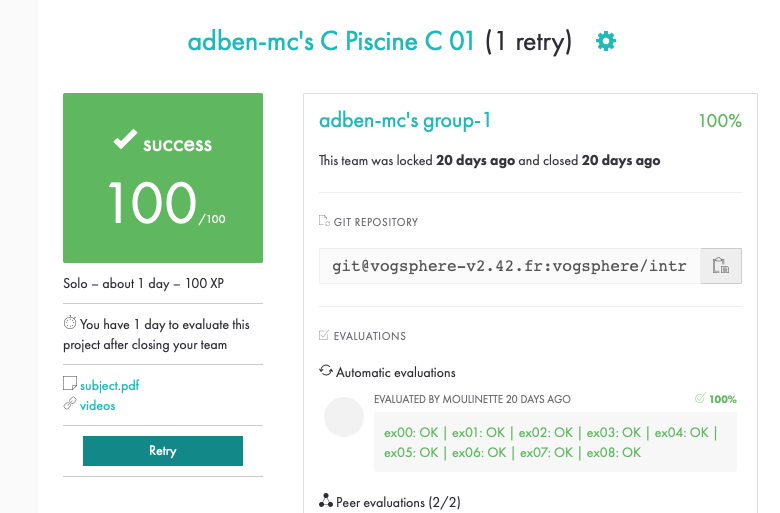 adben-mc's C Piscine C 01 (1 retry)
success
100/100
Solo – about 1 day – 100 XP
You have 1 day to evaluate this
project after closing your team
subject.pdf
videos
Retry
adben-mc's group-1
100%
This team was locked 20 days ago and closed 20 days ago
GIT REPOSITORY
git@vogsphere-v2.42.fr:vogsphere/intr
EVALUATIONS
Automatic evaluations
EVALUATED BY MOULINETTE 20 DAYS AGO
100%
ex00: OK | ex01: OK | ex02: OK | ex03: OK | ex04: OK |
ex05: OK | ex06: OK | ex07: OK | ex08: OK
Peer evaluations (2/2)